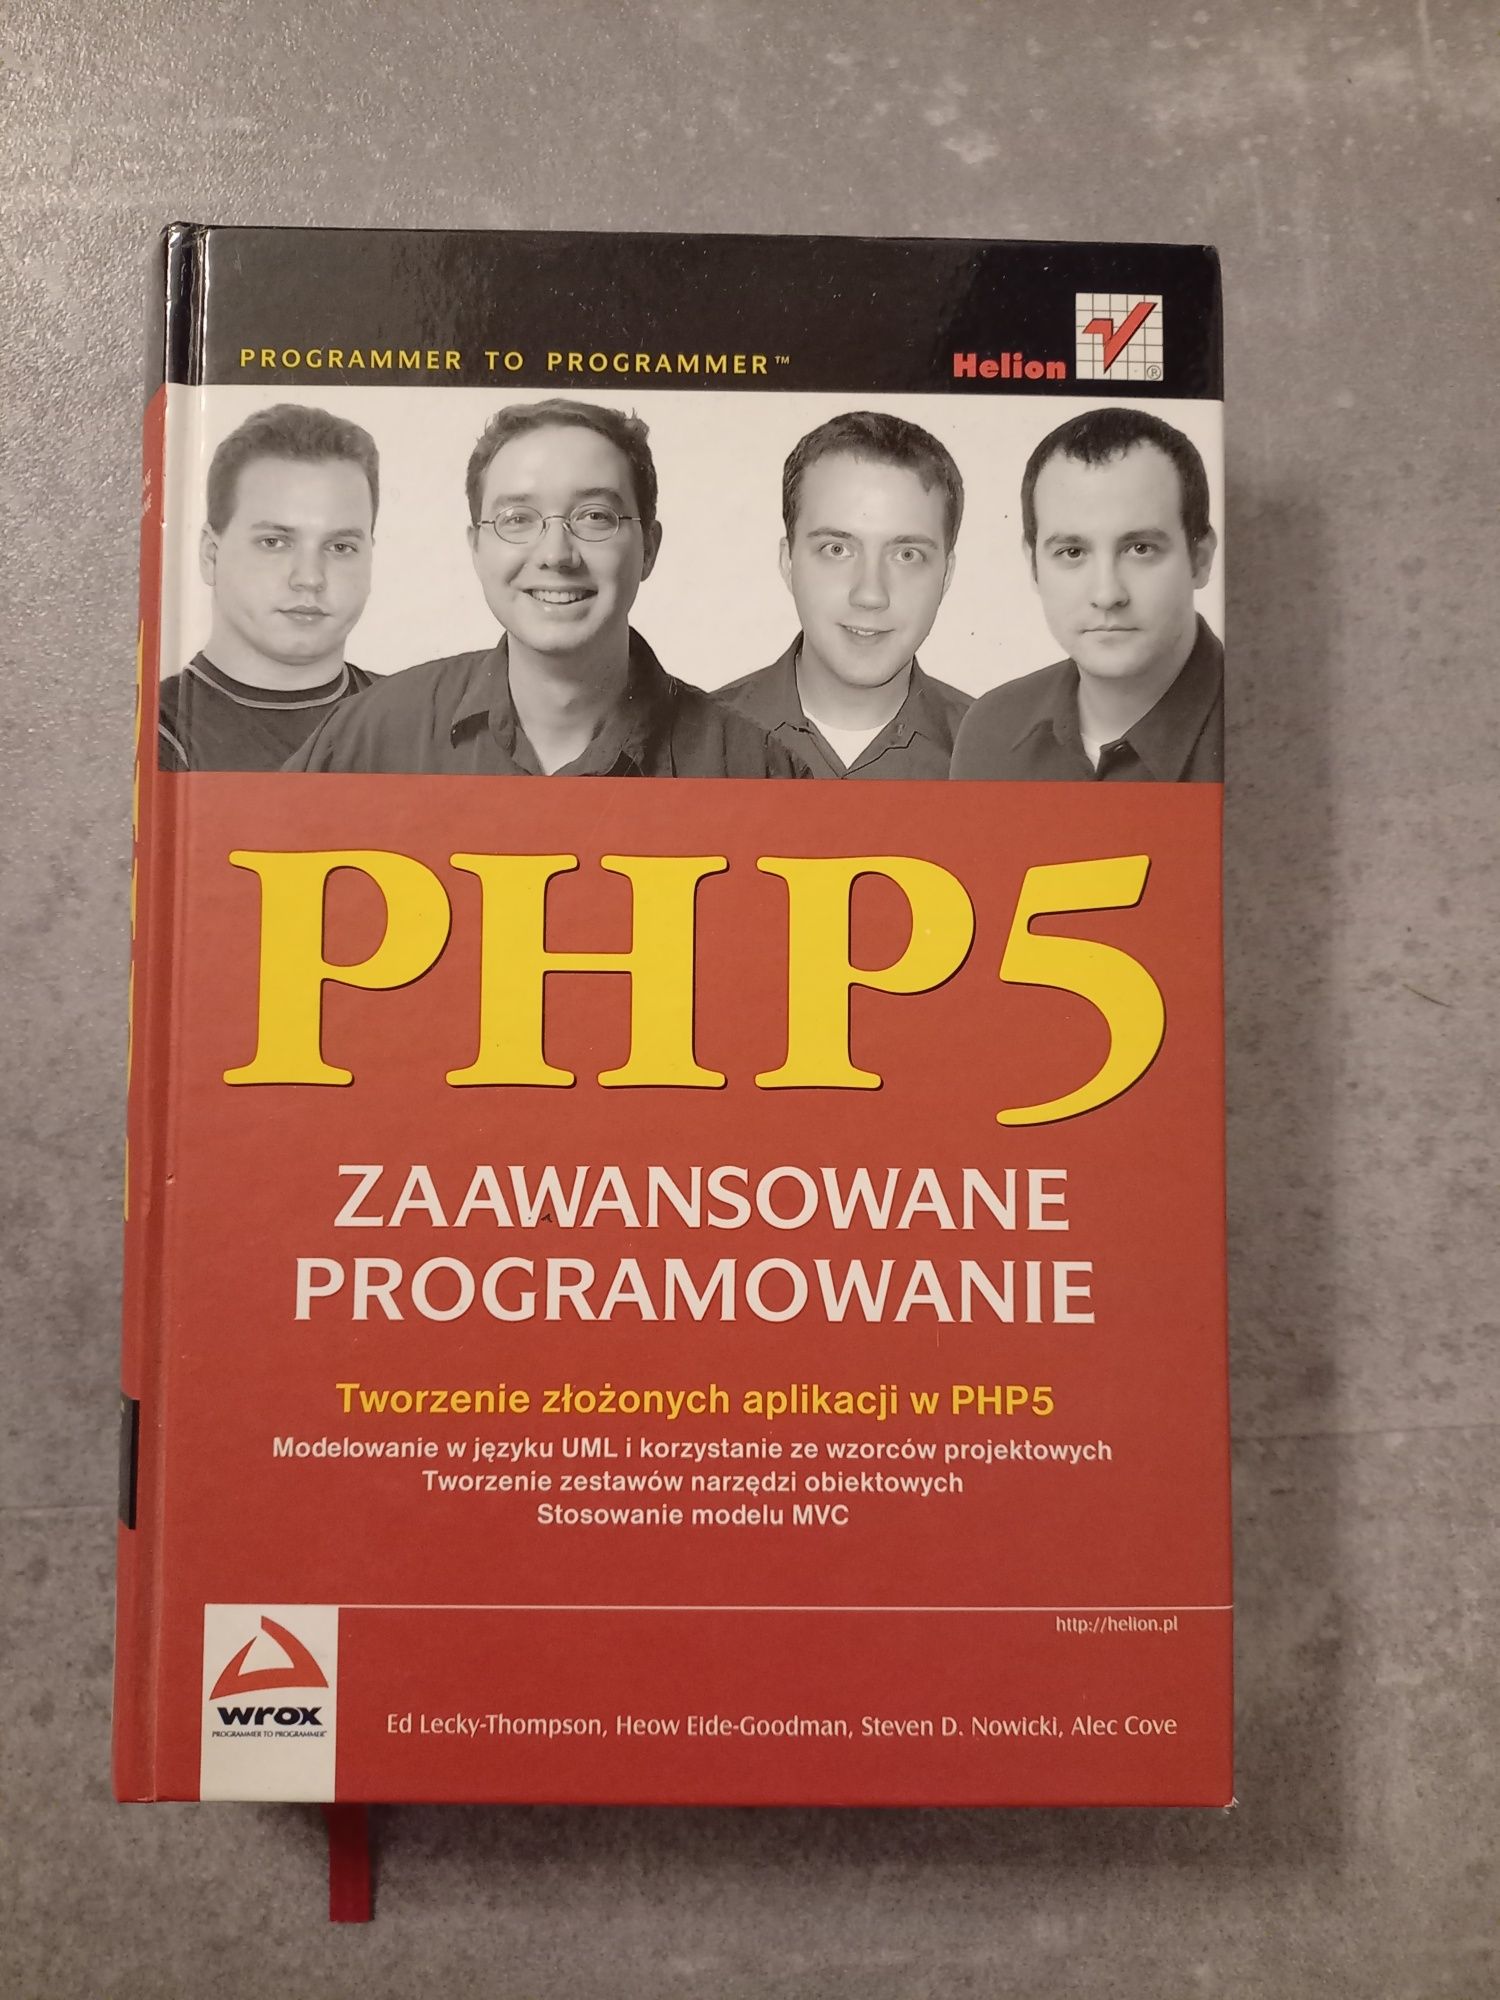 PROGRAMMER TO PROGRAMMER™
Helion
®
PHP5
ZAAWANSOWANE
PROGRAMOWANIE
Tworzenie złożonych aplikacji w PHP5
Modelowanie w języku UML i korzystanie ze wzorców projektowych
Tworzenie zestawów narzędzi obiektowych
Stosowanie modelu MVC
http://helion.pl
wrox
PROGRAMMER TO PROGRAMMER™
Ed Lecky-Thompson, Heow Eide-Goodman, Steven D. Nowicki, Alec Cove